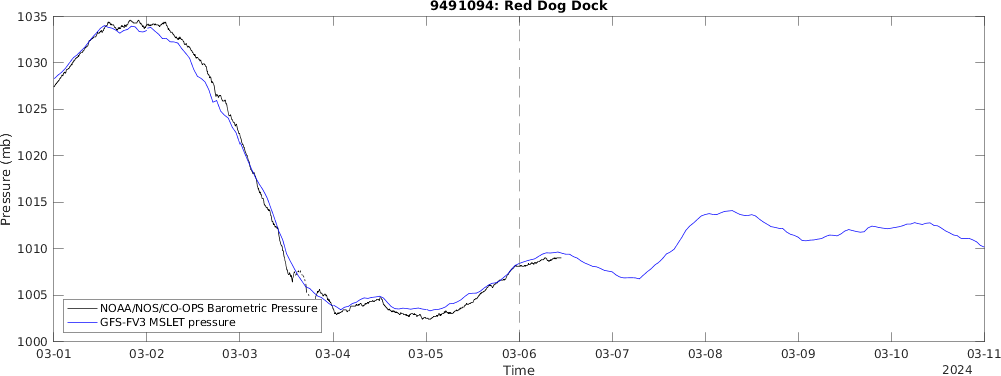 9491094: Red Dog Dock
Pressure (mb)
1035
1030
1025
1020
1015
1010
1005
1000
NOAA/NOS/CO-OPS Barometric Pressure
GFS-FV3 MSLET pressure
03-01 03-02 03-03 03-04 03-05 03-06 03-07 03-08 03-09 03-10 03-11
Time
2024